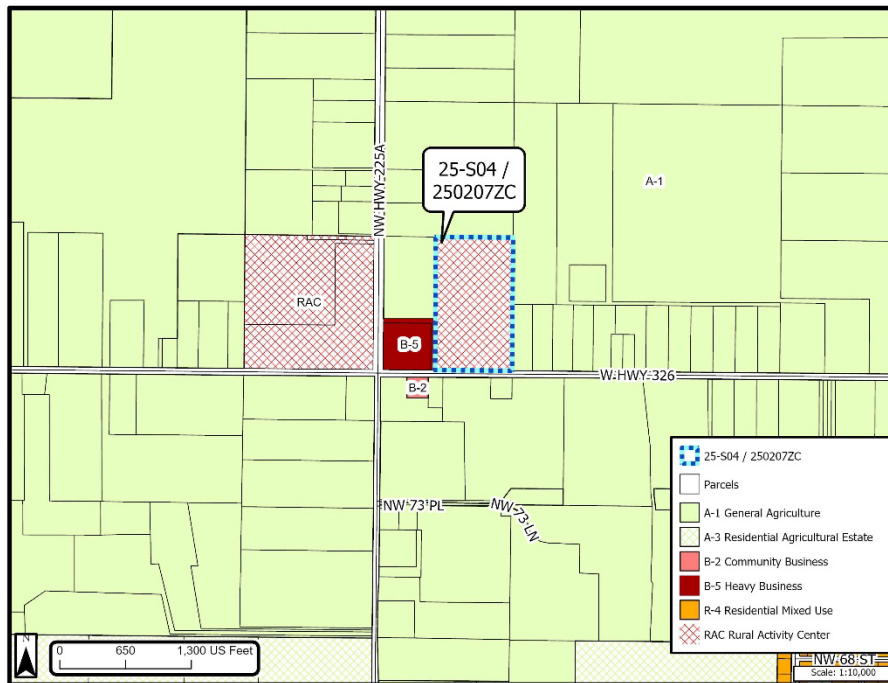 25-S04 /
250207ZC
A-1
NW HWY 225A
RAC
B-5
B-2
W HWY 326
NW 73 PL
NW 73 LN
25-S04 / 250207ZC
Parcels
A-1 General Agriculture
A-3 Residential Agricultural Estate
B-2 Community Business
B-5 Heavy Business
R-4 Residential Mixed Use
RAC Rural Activity Center
N
0 650 1,300 US Feet
NW 68 ST
Scale: 1:10,000